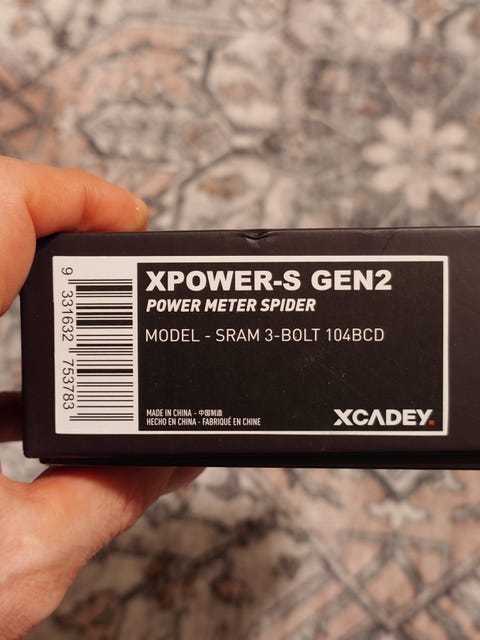 XPOWER-S GEN2
POWER METER SPIDER
MODEL - SRAM 3-BOLT 104BCD
MADE IN CHINA - 中国制造
HECHO EN CHINA - FABRIQUÉ EN CHINE
XCADEY
9 331632 753783